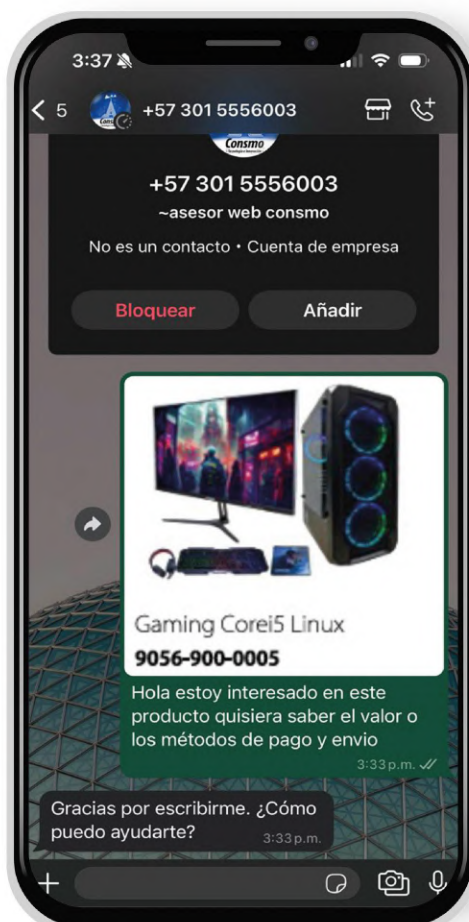 3:37
5
+57 301 5556003
Consmo
+57 301 5556003
~asesor web consmo
No es un contacto • Cuenta de empresa
Bloquear
Añadir
Gaming Corei5 Linux
9056-900-0005
Hola estoy interesado en este
producto quisiera saber el valor o
los métodos de pago y envio
3:33 p.m.
Gracias por escribirme. ¿Cómo
puedo ayudarte?
3:33 p.m.